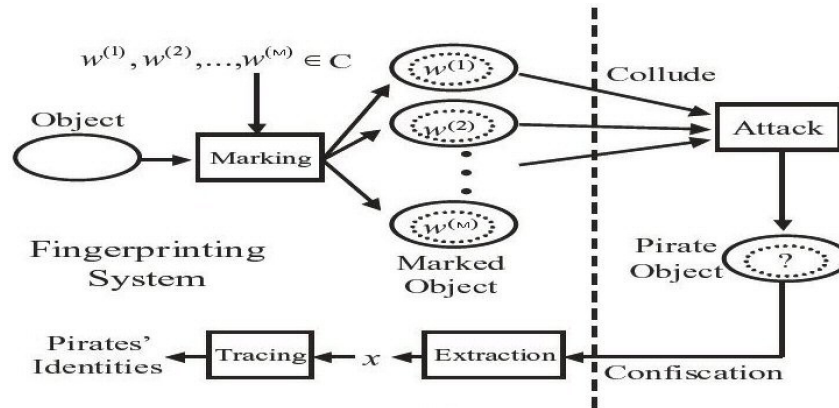 w(1), w(2),...,w(M) ∈ C
Object
Marking
w(1)
w(2)
w(M)
Marked
Object
Collude
Attack
Pirate
Object
?
Fingerprinting
System
Pirates'
Identities
Tracing
x
Extraction
Confiscation